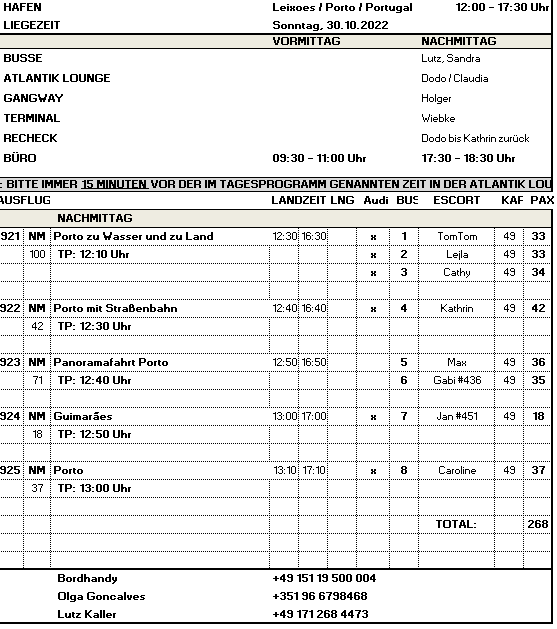 HAFEN Leixoes / Porto / Portugal 12:00 - 17:30 Uhr
LIEGEZEIT Sonntag, 30.10.2022
VORMITTAG NACHMITTAG
BUSSE Lutz, Sandra
ATLANTIK LOUNGE Dodo / Claudia
GANGWAY Holger
TERMINAL Wiebke
RECHECK Dodo bis Kathrin zurück
BÜRO 09:30 - 11:00 Uhr 17:30 - 18:30 Uhr
: BITTE IMMER 15 MINUTEN VOR DER IM TAGESPROGRAMM GENANNTEN ZEIT IN DER ATLANTIK LOU
AUSFLUG LANDZEIT LNG Audi BUS ESCORT KAF PAX
NACHMITTAG
921 NM Porto zu Wasser und zu Land 12:30 16:30 x 1 TomTom 49 33
100 TP: 12:10 Uhr x 2 Lejla 49 33
x 3 Cathy 49 34
922 NM Porto mit Straßenbahn 12:40 16:40 x 4 Kathrin 49 42
42 TP: 12:30 Uhr
923 NM Panoramafahrt Porto 12:50 16:50 5 Max 49 36
71 TP: 12:40 Uhr 6 Gabi #436 49 35
924 NM Guimarães 13:00 17:00 x 7 Jan #451 49 18
18 TP: 12:50 Uhr
925 NM Porto 13:10 17:10 x 8 Caroline 49 37
37 TP: 13:00 Uhr
TOTAL: 268
Bordhandy +49 151 19 500 004
Olga Goncalves +351 96 6798468
Lutz Kaller +49 171 268 4473